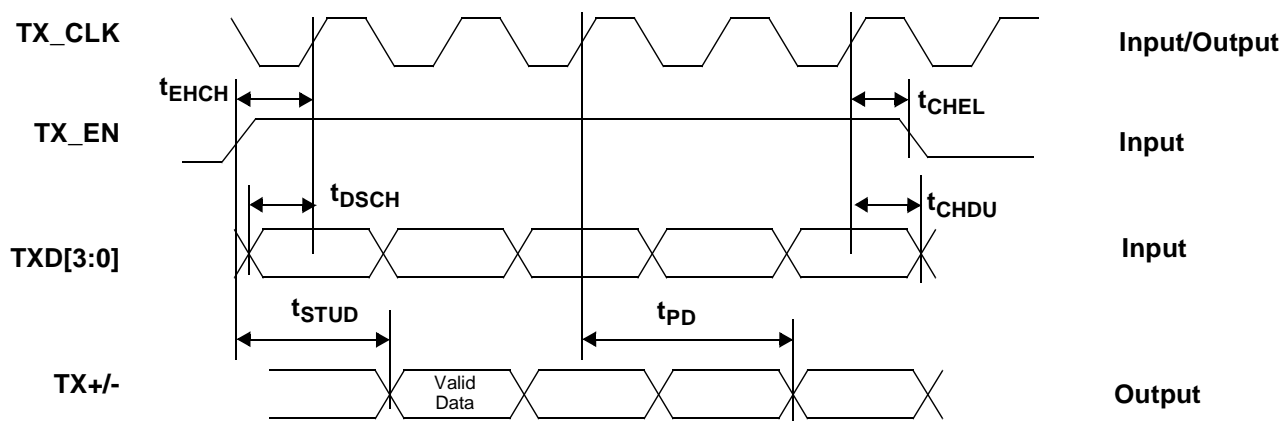 TX_CLK
Input/Output
tEHCH
tCHEL
TX_EN
Input
tDSCH
tCHDU
TXD[3:0]
Input
tSTUD
tPD
TX+/-
Valid
Data
Output